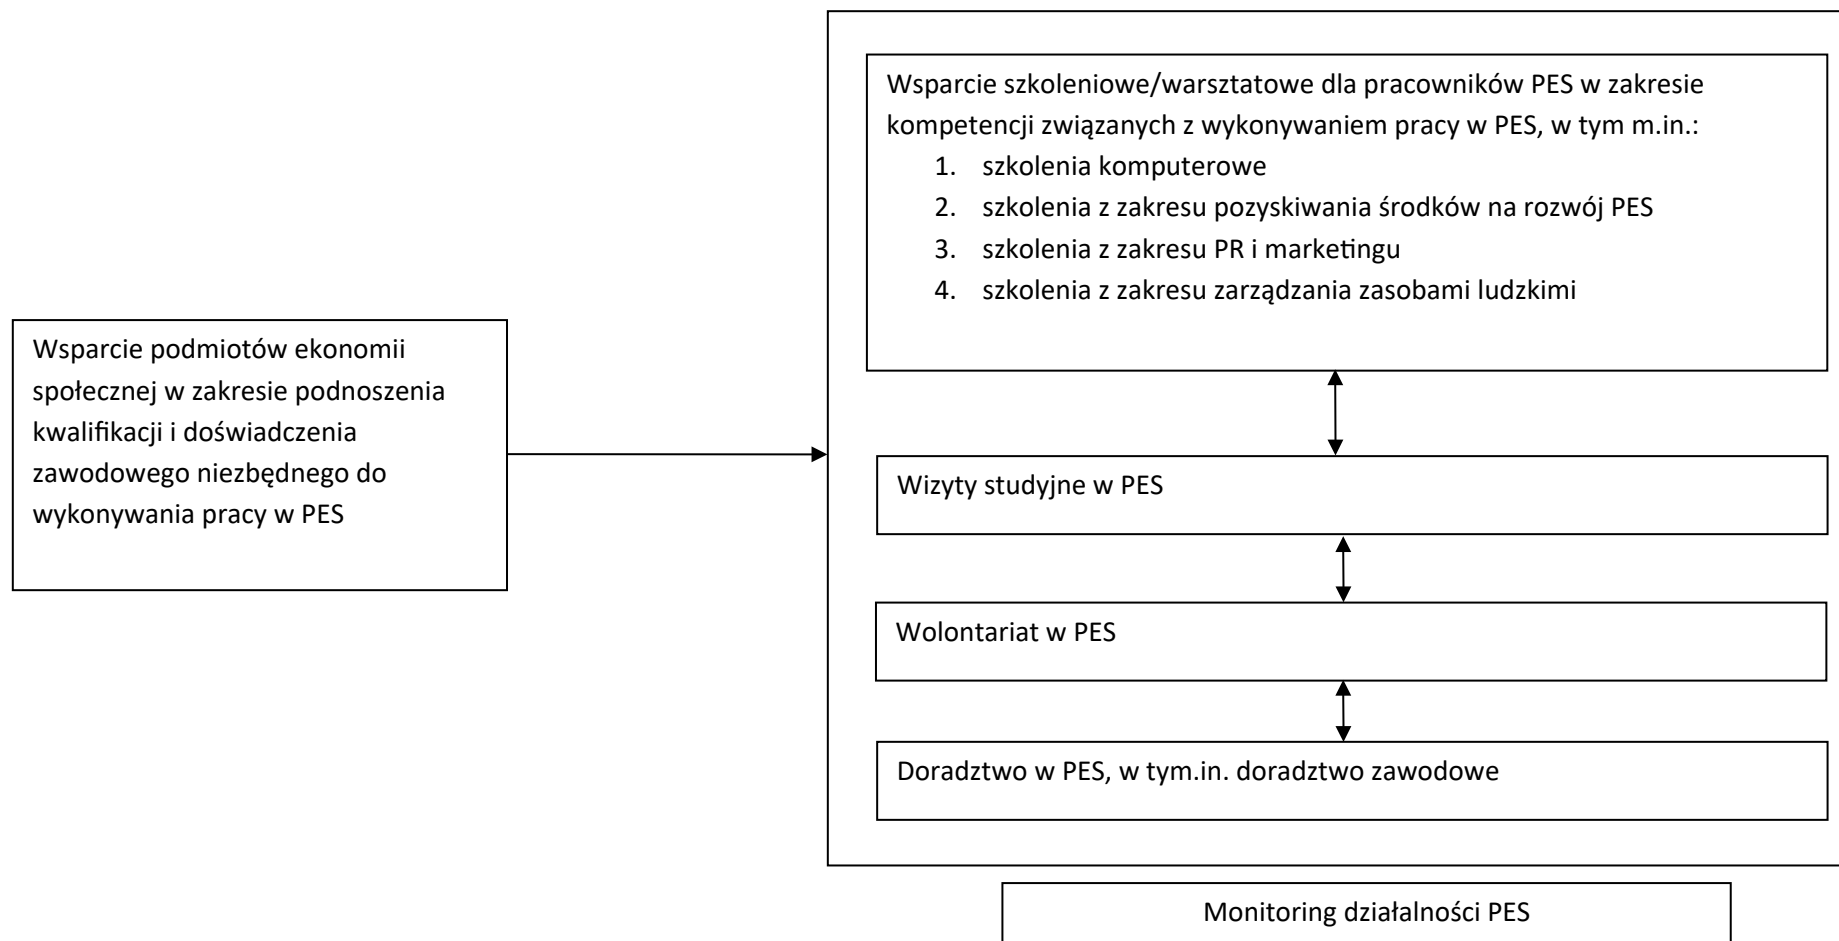 Wsparcie podmiotów ekonomii
społecznej w zakresie podnoszenia
kwalifikacji i doświadczenia
zawodowego niezbędnego do
wykonywania pracy w PES
Wsparcie szkoleniowe/warsztatowe dla pracowników PES w zakresie
kompetencji związanych z wykonywaniem pracy w PES, w tym m.in.:
1. szkolenia komputerowe
2. szkolenia z zakresu pozyskiwania środków na rozwój PES
3. szkolenia z zakresu PR i marketingu
4. szkolenia z zakresu zarządzania zasobami ludzkimi
Wizyty studyjne w PES
Wolontariat w PES
Doradztwo w PES, w tym.in. doradztwo zawodowe
Monitoring działalności PES